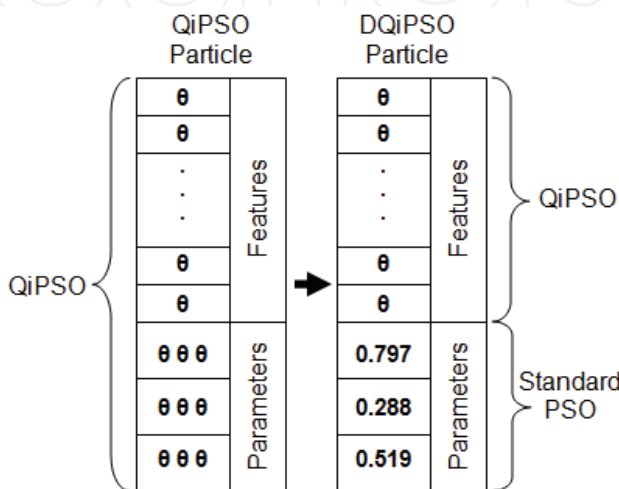 QiPSO
Particle
DQiPSO
Particle
θ
θ
.
.
.
θ
θ
Features
θ θ θ
θ θ θ
θ θ θ
Parameters
QiPSO
θ
θ
.
.
.
θ
θ
Features
0.797
0.288
0.519
Parameters
QiPSO
Standard
PSO